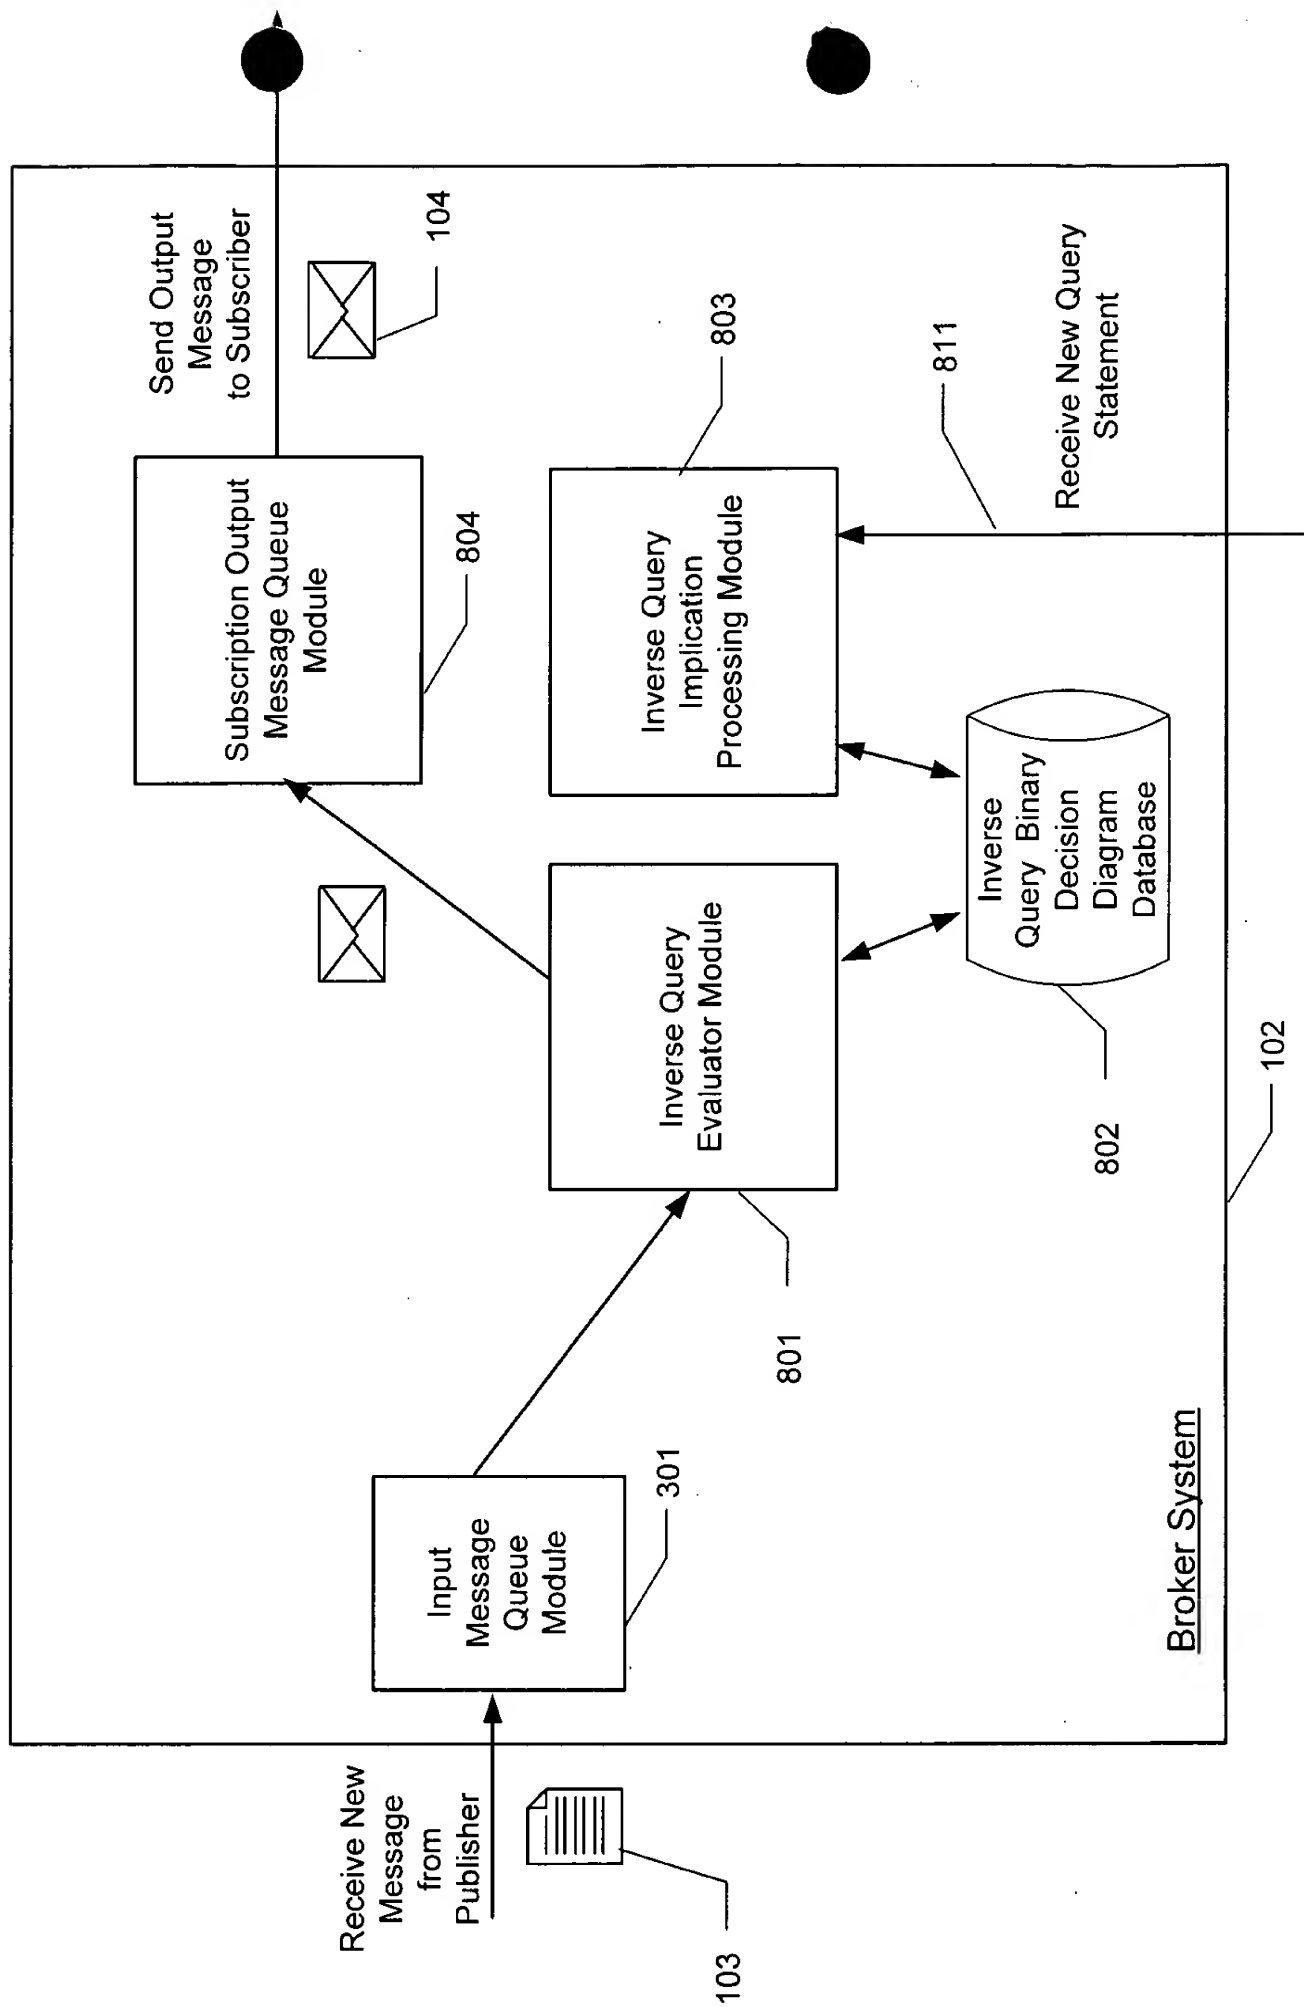 Receive New
Message
from
Publisher
103
Input
Message
Queue
Module
301
Inverse Query
Evaluator Module
801
Inverse
Query Binary
Decision
Diagram
Database
802
Inverse Query
Implication
Processing Module
803
Subscription Output
Message Queue
Module
804
Send Output
Message
to Subscriber
104
811
Receive New Query
Statement
Broker System
102